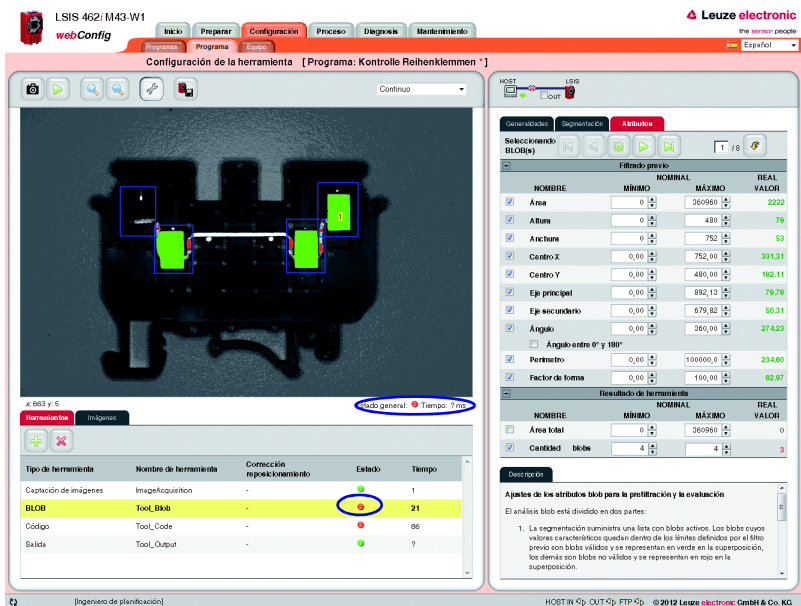 LSIS 462i M43-W1
webConfig
Inicio
Preparar
Configuración
Proceso
Diagnosis
Mantenimiento
Leuze electronic
the sensor people
Programas
Programa
Equipo
Español
Configuración de la herramienta [ Programa: Kontrolle Reihenklemmen * ]
Continuo
1
x: 663 y: 5
Estado general: Tiempo: ? ms
Herramientas
Imágenes
Tipo de herramienta Nombre de herramienta Corrección reposicionamiento Estado Tiempo
Captación de imágenes ImageAcquisition - 1
BLOB Tool_Blob - 21
Código Tool_Code - 86
Salida Tool_Output - ?
HOST LSIS
OUT
Generalidades
Segmentación
Atributos
Seleccionando BLOB(s) 1 / 8
Filtrado previo
NOMINAL REAL
NOMBRE MÍNIMO MÁXIMO VALOR
Área 0 360960 2222
Altura 0 480 79
Anchura 0 752 53
Centro X 0,00 752,00 331,31
Centro Y 0,00 480,00 182,11
Eje principal 0,00 892,13 79,78
Eje secundario 0,00 679,82 50,31
Ángulo 0,00 360,00 274,23
Ángulo entre 0° y 180°
Perímetro 0,00 100000,0 234,80
Factor de forma 0,00 100,00 82,97
Resultado de herramienta
NOMINAL REAL
NOMBRE MÍNIMO MÁXIMO VALOR
Área total 0 360960 0
Cantidad blobs 4 4 3
Descripción
Ajustes de los atributos blob para la prefiltración y la evaluación
El análisis blob está dividido en dos partes:
1. La segmentación suministra una lista con blobs activos. Los blobs cuyos
valores característicos quedan dentro de los límites definidos por el filtro
previo son blobs válidos y se representan en verde en la superposición,
los demás son blobs no válidos y se representan en rojo en la
superposición.
[Ingeniero de planificación]
HOST IN OUT FTP © 2012 Leuze electronic GmbH & Co. KG